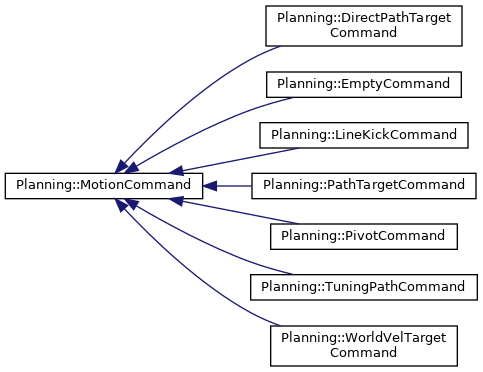 Planning::DirectPathTarget
Command
Planning::EmptyCommand
Planning::LineKickCommand
Planning::MotionCommand
Planning::PathTargetCommand
Planning::PivotCommand
Planning::TuningPathCommand
Planning::WorldVelTarget
Command